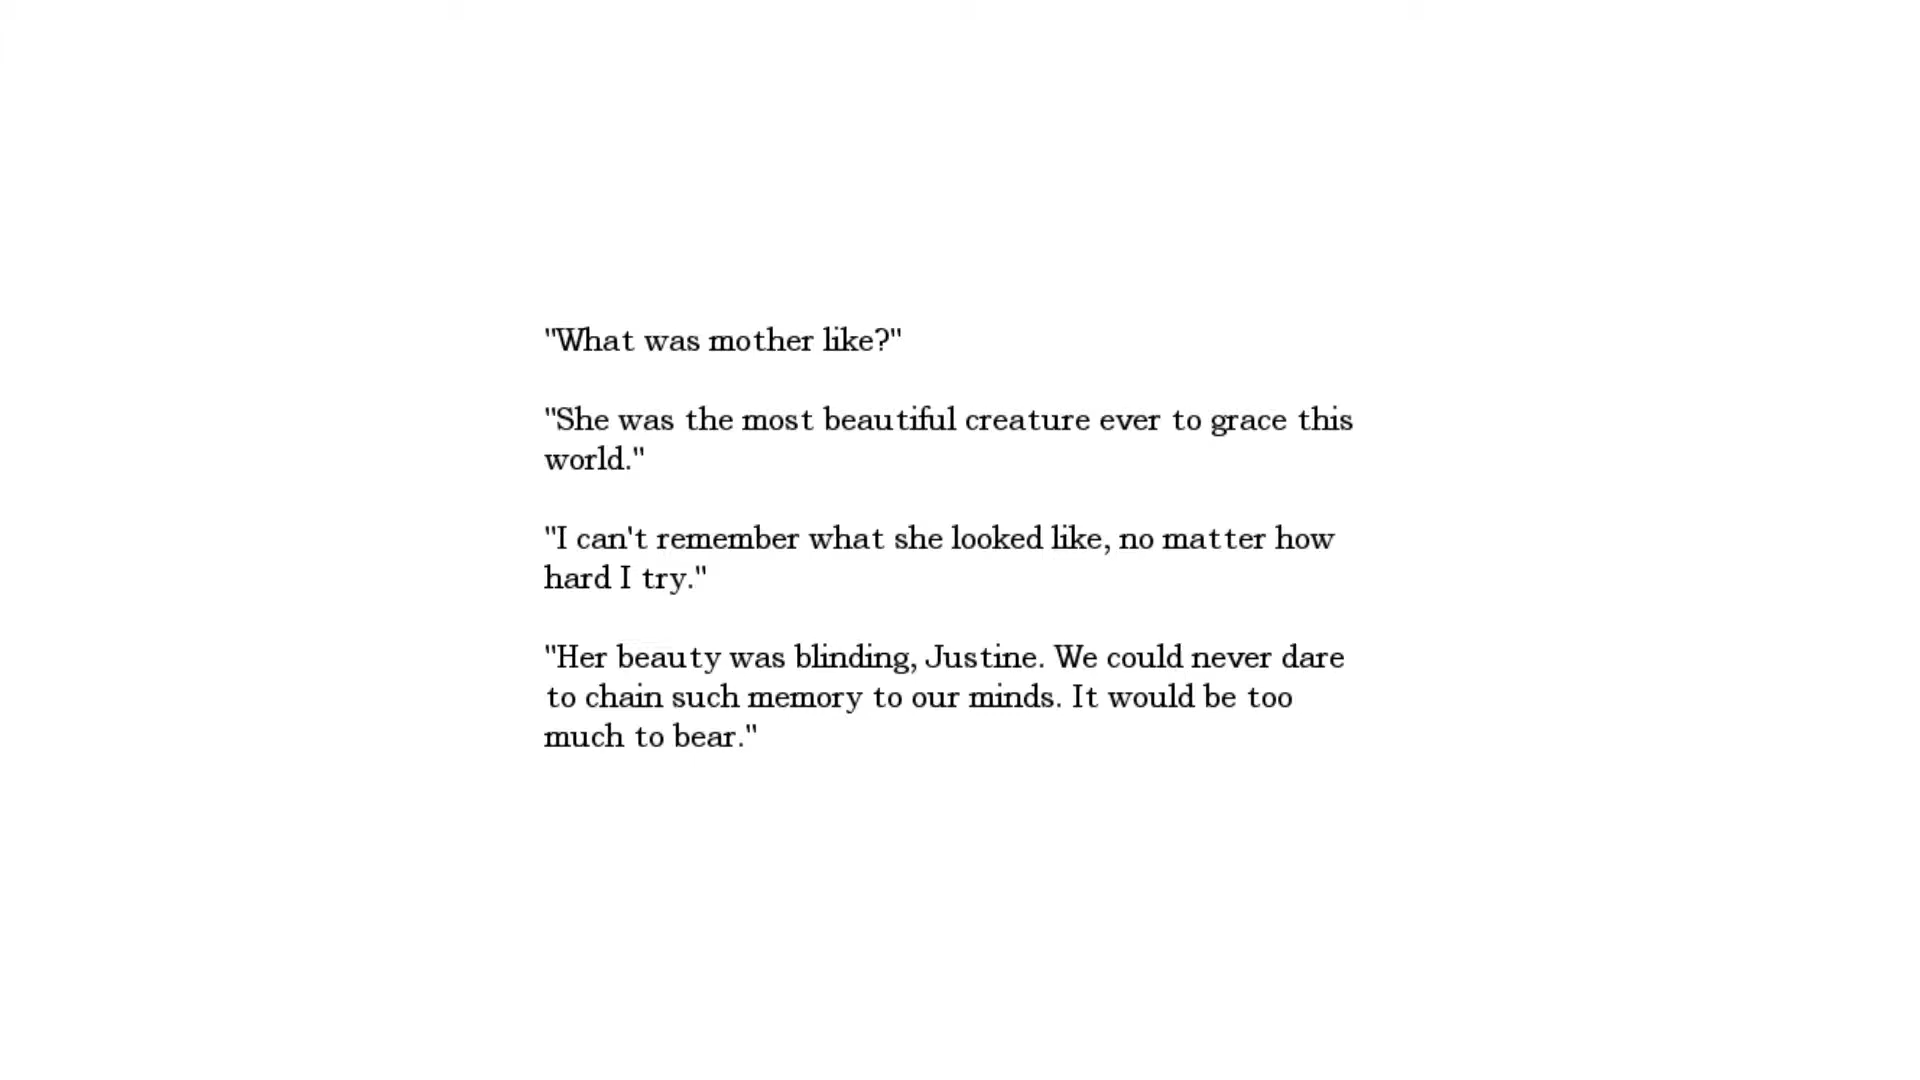 "What was mother like?"
"She was the most beautiful creature ever to grace this
world."
"I can't remember what she looked like, no matter how
hard I try."
"Her beauty was blinding, Justine. We could never dare
to chain such memory to our minds. It would be too
much to bear."